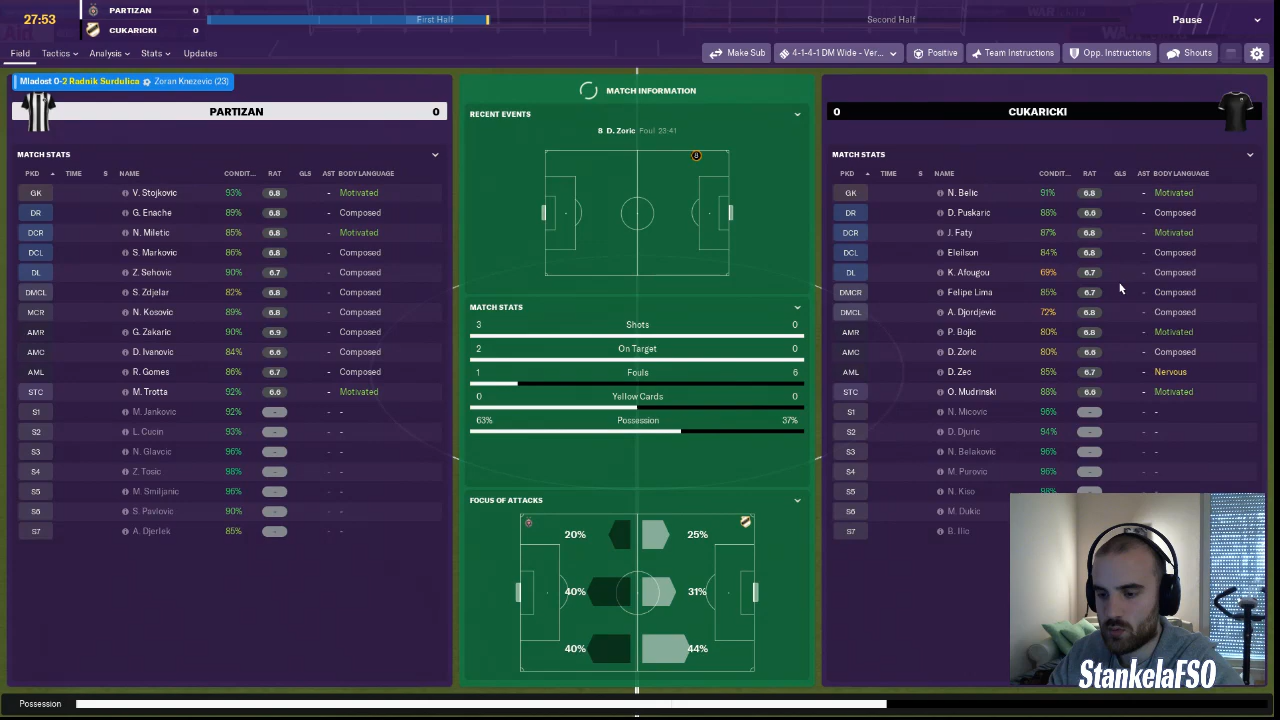 27:53
PARTIZAN 0
CUKARICKI 0
First Half
Second Half
Pause
Field Tactics Analysis Stats Updates
Make Sub 4-1-4-1 DM Wide - Ver... Positive Team Instructions Opp. Instructions Shouts
Mladost 0-2 Radnik Surdulica Zoran Knezevic (23)
PARTIZAN 0
MATCH STATS
PKD TIME S NAME CONDIT... RAT GLS AST BODY LANGUAGE
GK V. Stojkovic 93% 6.8 - Motivated
DR G. Enache 89% 6.8 - Composed
DCR N. Miletic 85% 6.8 - Motivated
DCL S. Markovic 86% 6.8 - Composed
DL Z. Sehovic 90% 6.7 - Composed
DMCL S. Zdjelar 82% 6.8 - Composed
MCR N. Kosovic 89% 6.8 - Composed
AMR G. Zakaric 90% 6.9 - Composed
AMC D. Ivanovic 84% 6.6 - Composed
AML R. Gomes 86% 6.7 - Composed
STC M. Trotta 92% 6.6 - Motivated
S1 M. Jankovic 92% - - -
S2 L. Cucin 93% - - -
S3 N. Glavcic 96% - - -
S4 Z. Tosic 98% - - -
S5 M. Smiljanic 96% - - -
S6 S. Pavlovic 90% - - -
S7 A. Djerlek 85% - - -
MATCH INFORMATION
RECENT EVENTS
8 D. Zoric Foul 23:41
8
MATCH STATS
3 Shots 0
2 On Target 0
1 Fouls 6
0 Yellow Cards 0
63% Possession 37%
FOCUS OF ATTACKS
20% 25%
40% 31%
40% 44%
0 CUKARICKI
MATCH STATS
PKD TIME S NAME CONDIT... RAT GLS AST BODY LANGUAGE
GK N. Belic 91% 6.8 - Motivated
DR D. Puskaric 88% 6.6 - Composed
DCR J. Faty 87% 6.8 - Motivated
DCL Eleilson 84% 6.8 - Composed
DL K. Afougou 69% 6.7 - Composed
DMCR Felipe Lima 85% 6.7 - Composed
DMCL A. Djordjevic 72% 6.8 - Composed
AMR P. Bojic 80% 6.8 - Motivated
AMC D. Zoric 80% 6.6 - Composed
AML D. Zec 85% 6.7 - Nervous
STC O. Mudrinski 88% 6.6 - Motivated
S1 N. Micovic 96% - - -
S2 D. Djuric 94% - - -
S3 N. Belakovic 96% - - -
S4 M. Purovic 96% - - -
S5 N. Kiso
S6 M. Dukic
S7 B. Ilic
StankelaFSO
Possession